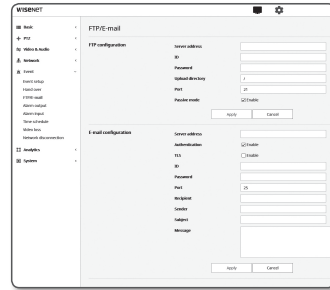 WISENET
Basic
PTZ
Video & Audio
Network
Event
Event setup
Hand over
FTP/E-mail
Alarm output
Alarm input
Time schedule
Video loss
Network disconnection
Analytics
System
FTP/E-mail
FTP configuration
Server address
ID
Password
Upload directory /
Port 21
Passive mode Enable
Apply Cancel
E-mail configuration
Server address
Authentication Enable
TLS Enable
ID
Password
Port 25
Recipient
Sender
Subject
Message
Apply Cancel